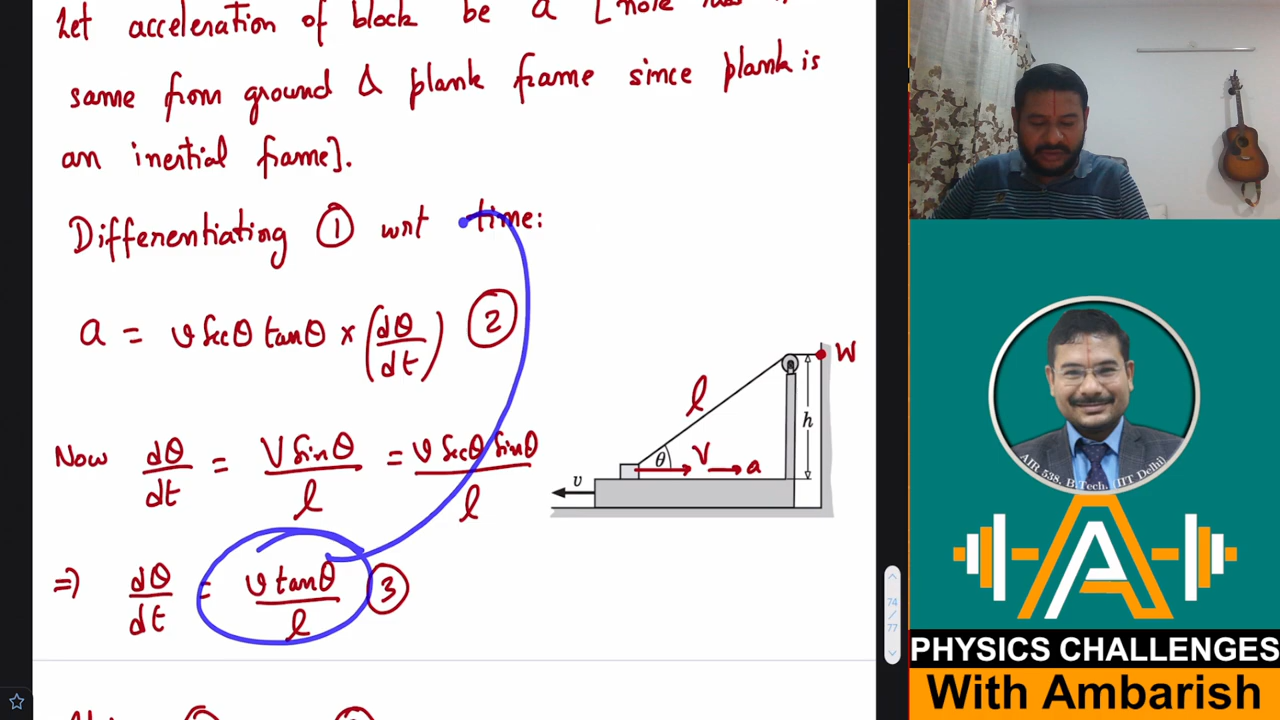 Let acceleration of block be a [note
same from ground & plank frame since plank is
an inertial frame].
Differentiating ① wrt time:
a = v Secθ tanθ × (dθ/dt) ②
Now dθ/dt = V Sinθ/l = v Secθ Sinθ/l
⇒ dθ/dt = v tanθ/l ③
W
l
h
θ V a
v
74
/
77
AIR 538, B.Tech. (IIT Delhi)
PHYSICS CHALLENGES
With Ambarish